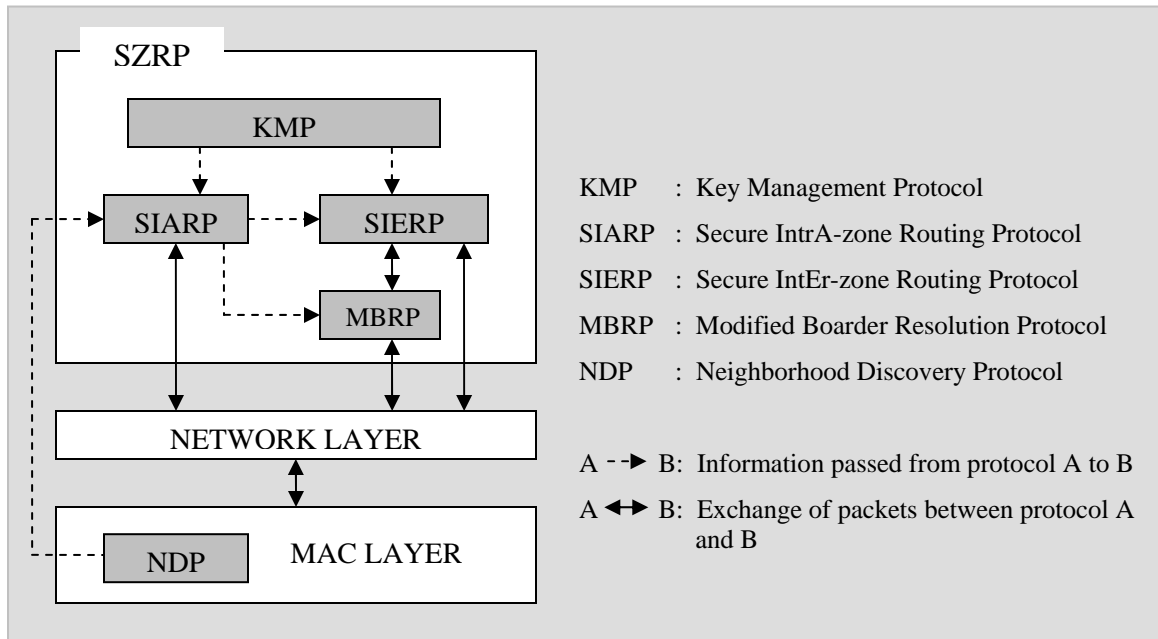 SZRP
KMP
SIARP
SIERP
MBRP
NETWORK LAYER
NDP
MAC LAYER
KMP : Key Management Protocol
SIARP : Secure IntrA-zone Routing Protocol
SIERP : Secure IntEr-zone Routing Protocol
MBRP : Modified Boarder Resolution Protocol
NDP : Neighborhood Discovery Protocol
A B: Information passed from protocol A to B
A B: Exchange of packets between protocol A
and B